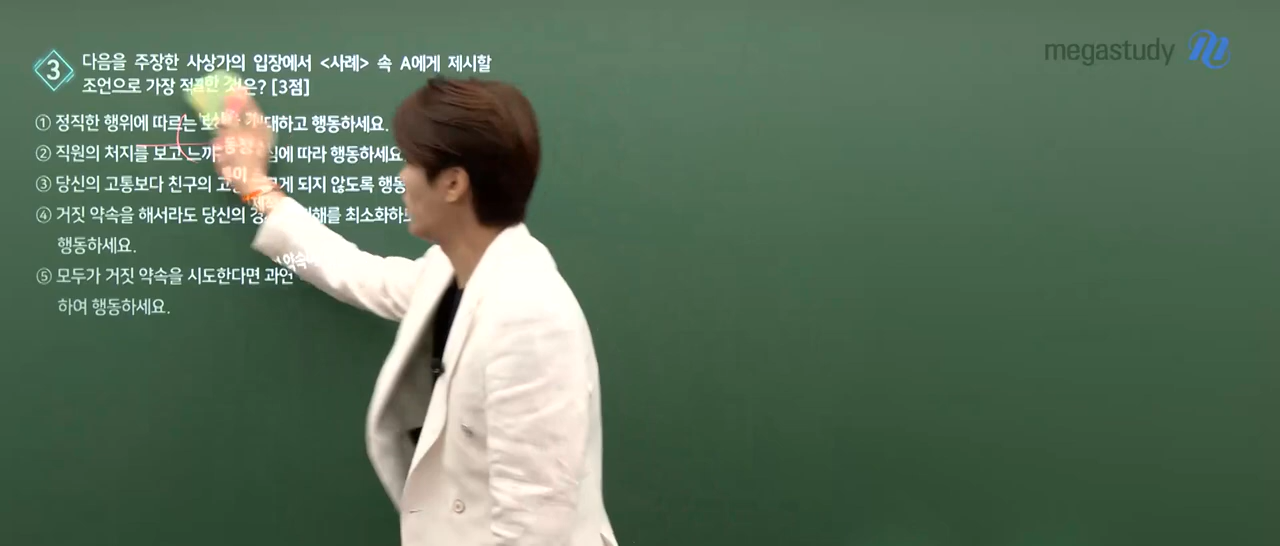 megastudy
3
다음을 주장한 사상가의 입장에서 <사례> 속 A에게 제시할
조언으로 가장 적절한 것은? [3점]
① 정직한 행위에 따르는 대하고 행동하세요.
② 직원의 처지를 보고 따라 행동하세요
③ 당신의 고통보다 친구의 되지 않도록
④ 거짓 약속을 해서라도 당신의 최소화하
행동하세요.
⑤ 모두가 거짓 약속을 시도한다면 과연
하여 행동하세요.